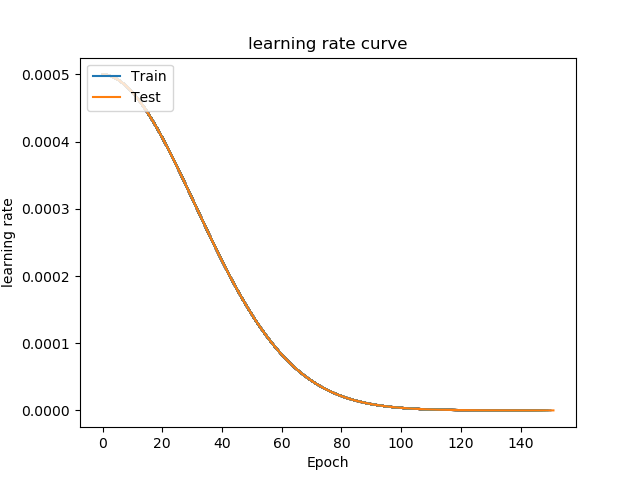 learning rate curve
Train
Test
0.0005
0.0004
0.0003
0.0002
0.0001
0.0000
learning rate
0 20 40 60 80 100 120 140
Epoch